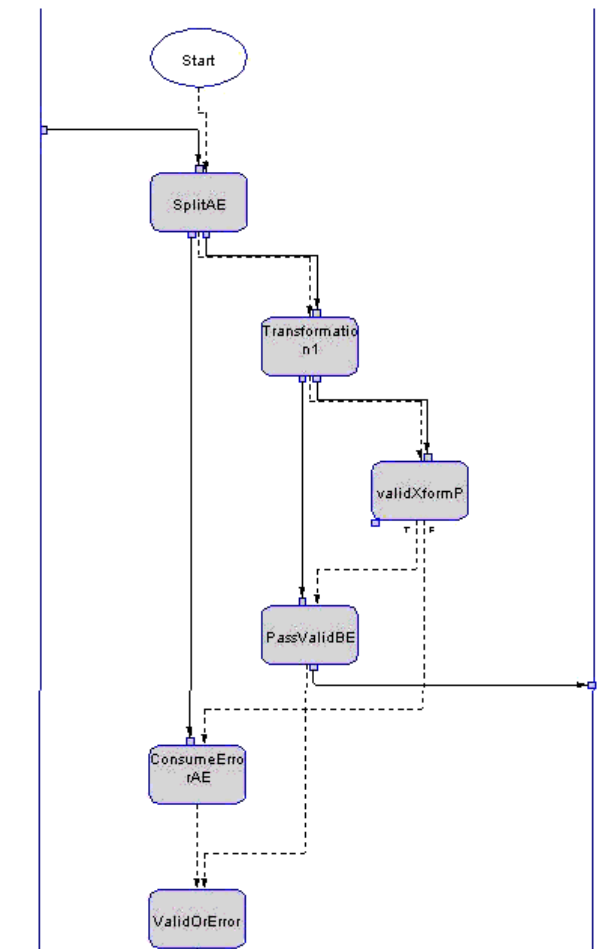 Start
SplitAE
Transformatio
n1
validXformP
T F
PassValidBE
ConsumeErro
rAE
ValidOrError